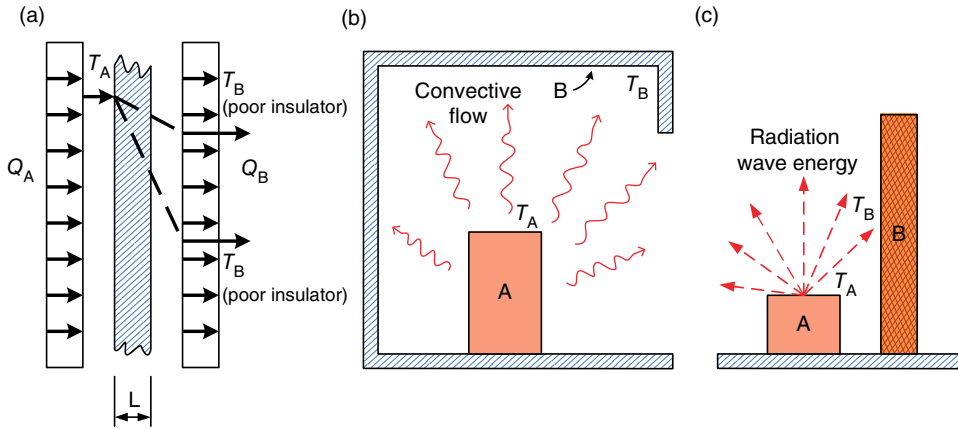 (a)
T_A
T_B
(poor insulator)
Q_A
Q_B
T_B
(poor insulator)
L
(b)
B
T_B
Convective
flow
T_A
A
(c)
Radiation
wave energy
T_B
B
T_A
A